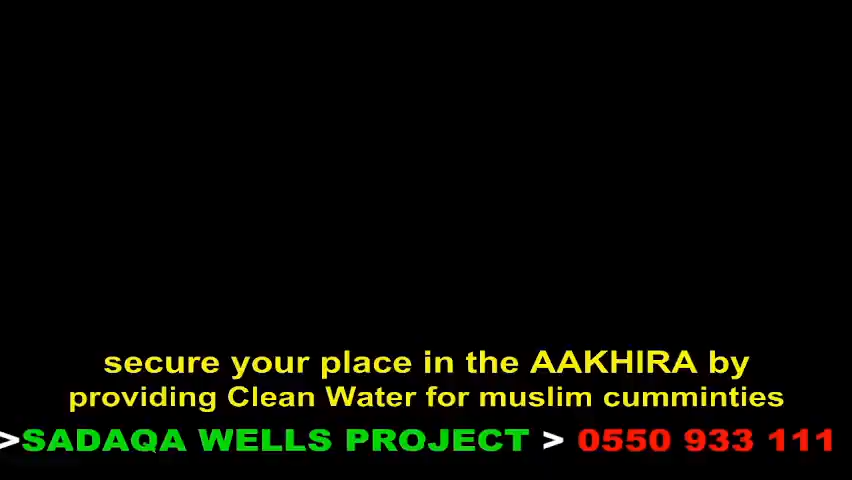 secure your place in the AAKHIRA by
providing Clean Water for muslim cumminties
>SADAQA WELLS PROJECT > 0550 933 111